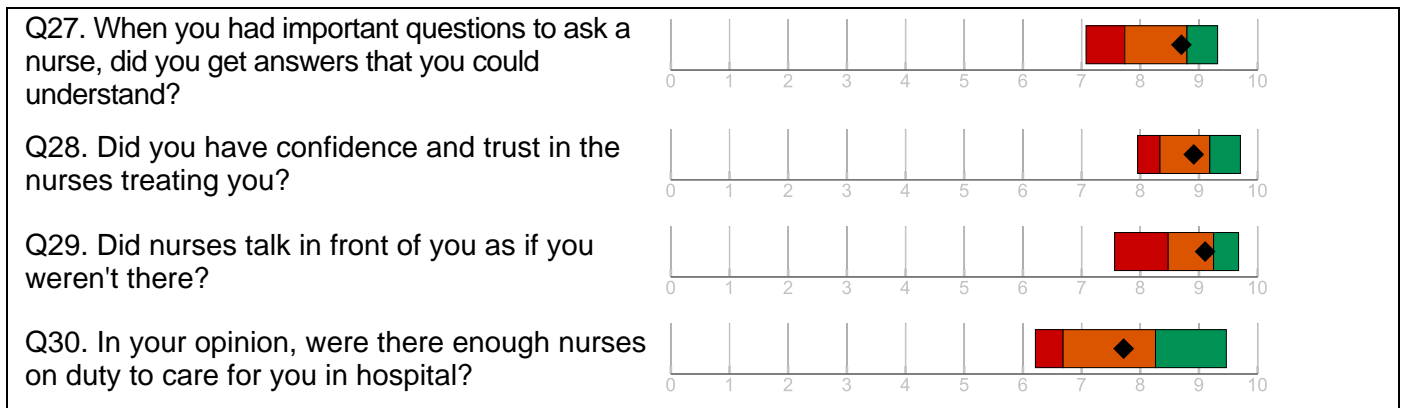 Q27. When you had important questions to ask a
nurse, did you get answers that you could
understand?
0 1 2 3 4 5 6 7 8 9 10
Q28. Did you have confidence and trust in the
nurses treating you?
0 1 2 3 4 5 6 7 8 9 10
Q29. Did nurses talk in front of you as if you
weren't there?
0 1 2 3 4 5 6 7 8 9 10
Q30. In your opinion, were there enough nurses
on duty to care for you in hospital?
0 1 2 3 4 5 6 7 8 9 10